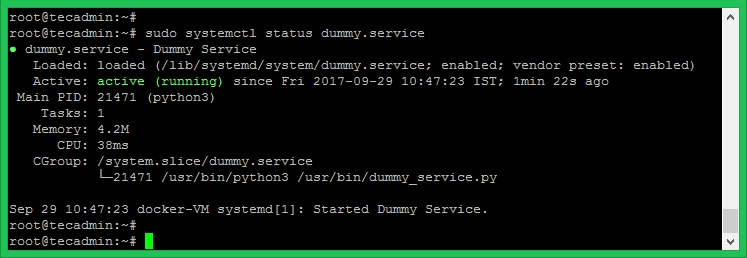 root@tecadmin:~#
root@tecadmin:~# sudo systemctl status dummy.service
● dummy.service - Dummy Service
   Loaded: loaded (/lib/systemd/system/dummy.service; enabled; vendor preset: enabled)
   Active: active (running) since Fri 2017-09-29 10:47:23 IST; 1min 22s ago
 Main PID: 21471 (python3)
    Tasks: 1
   Memory: 4.2M
      CPU: 38ms
   CGroup: /system.slice/dummy.service
           └─21471 /usr/bin/python3 /usr/bin/dummy_service.py

Sep 29 10:47:23 docker-VM systemd[1]: Started Dummy Service.
root@tecadmin:~#
root@tecadmin:~#